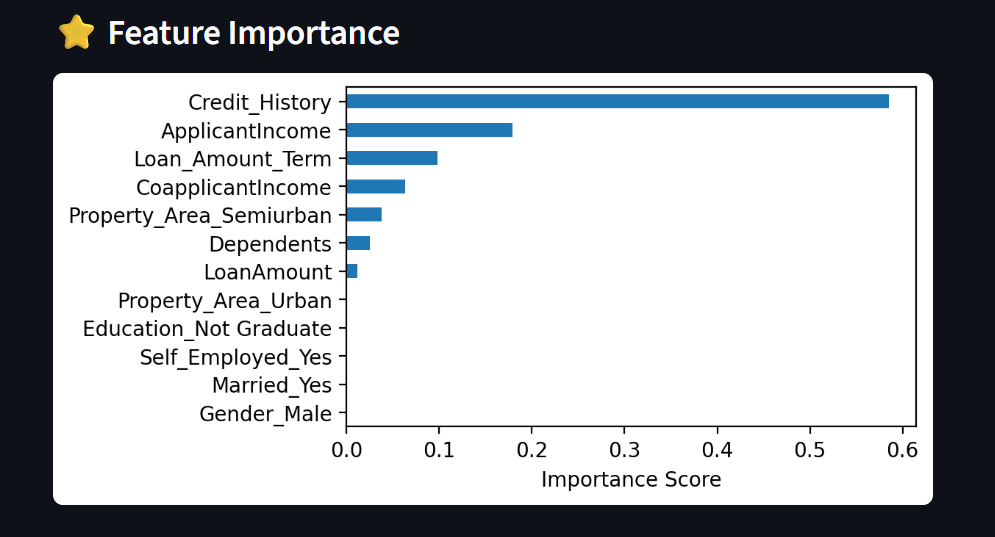 ⭐ Feature Importance
Credit_History
ApplicantIncome
Loan_Amount_Term
CoapplicantIncome
Property_Area_Semiurban
Dependents
LoanAmount
Property_Area_Urban
Education_Not Graduate
Self_Employed_Yes
Married_Yes
Gender_Male
0.0 0.1 0.2 0.3 0.4 0.5 0.6
Importance Score